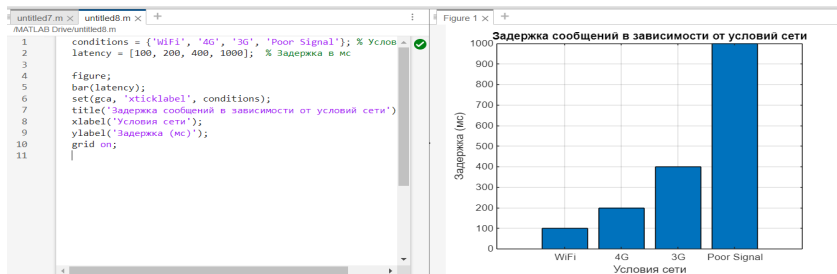 untitled7.m × untitled8.m × +
/MATLAB Drive/untitled8.m
1 conditions = {'WiFi', '4G', '3G', 'Poor Signal'}; % Услов
2 latency = [100, 200, 400, 1000]; % Задержка в мс
3
4 figure;
5 bar(latency);
6 set(gca, 'xticklabel', conditions);
7 title('Задержка сообщений в зависимости от условий сети')
8 xlabel('Условия сети');
9 ylabel('Задержка (мс)');
10 grid on;
11
Figure 1 × +
Задержка сообщений в зависимости от условий сети
1000
900
800
700
600
500
400
300
200
100
0
Задержка (мс)
WiFi 4G 3G Poor Signal
Условия сети